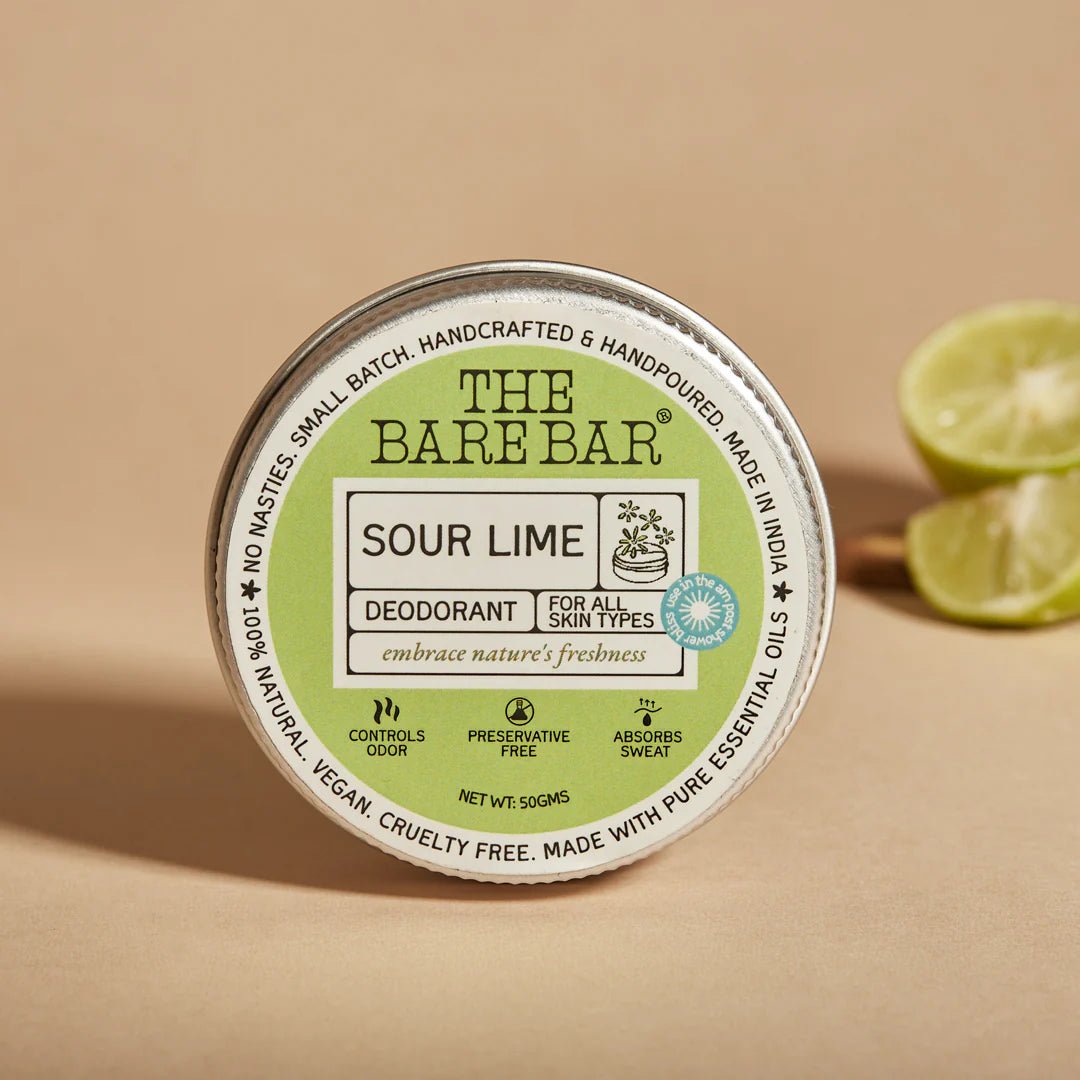 NO NASTIES. SMALL BATCH. HANDCRAFTED & HANDPOURED. MADE IN INDIA
THE
BARE BAR®
SOUR LIME
DEODORANT
FOR ALL
SKIN TYPES
use in the am post shower bliss
embrace nature's freshness
CONTROLS
ODOR
PRESERVATIVE
FREE
ABSORBS
SWEAT
NET WT: 50GMS
100% NATURAL. VEGAN. CRUELTY FREE. MADE WITH PURE ESSENTIAL OILS